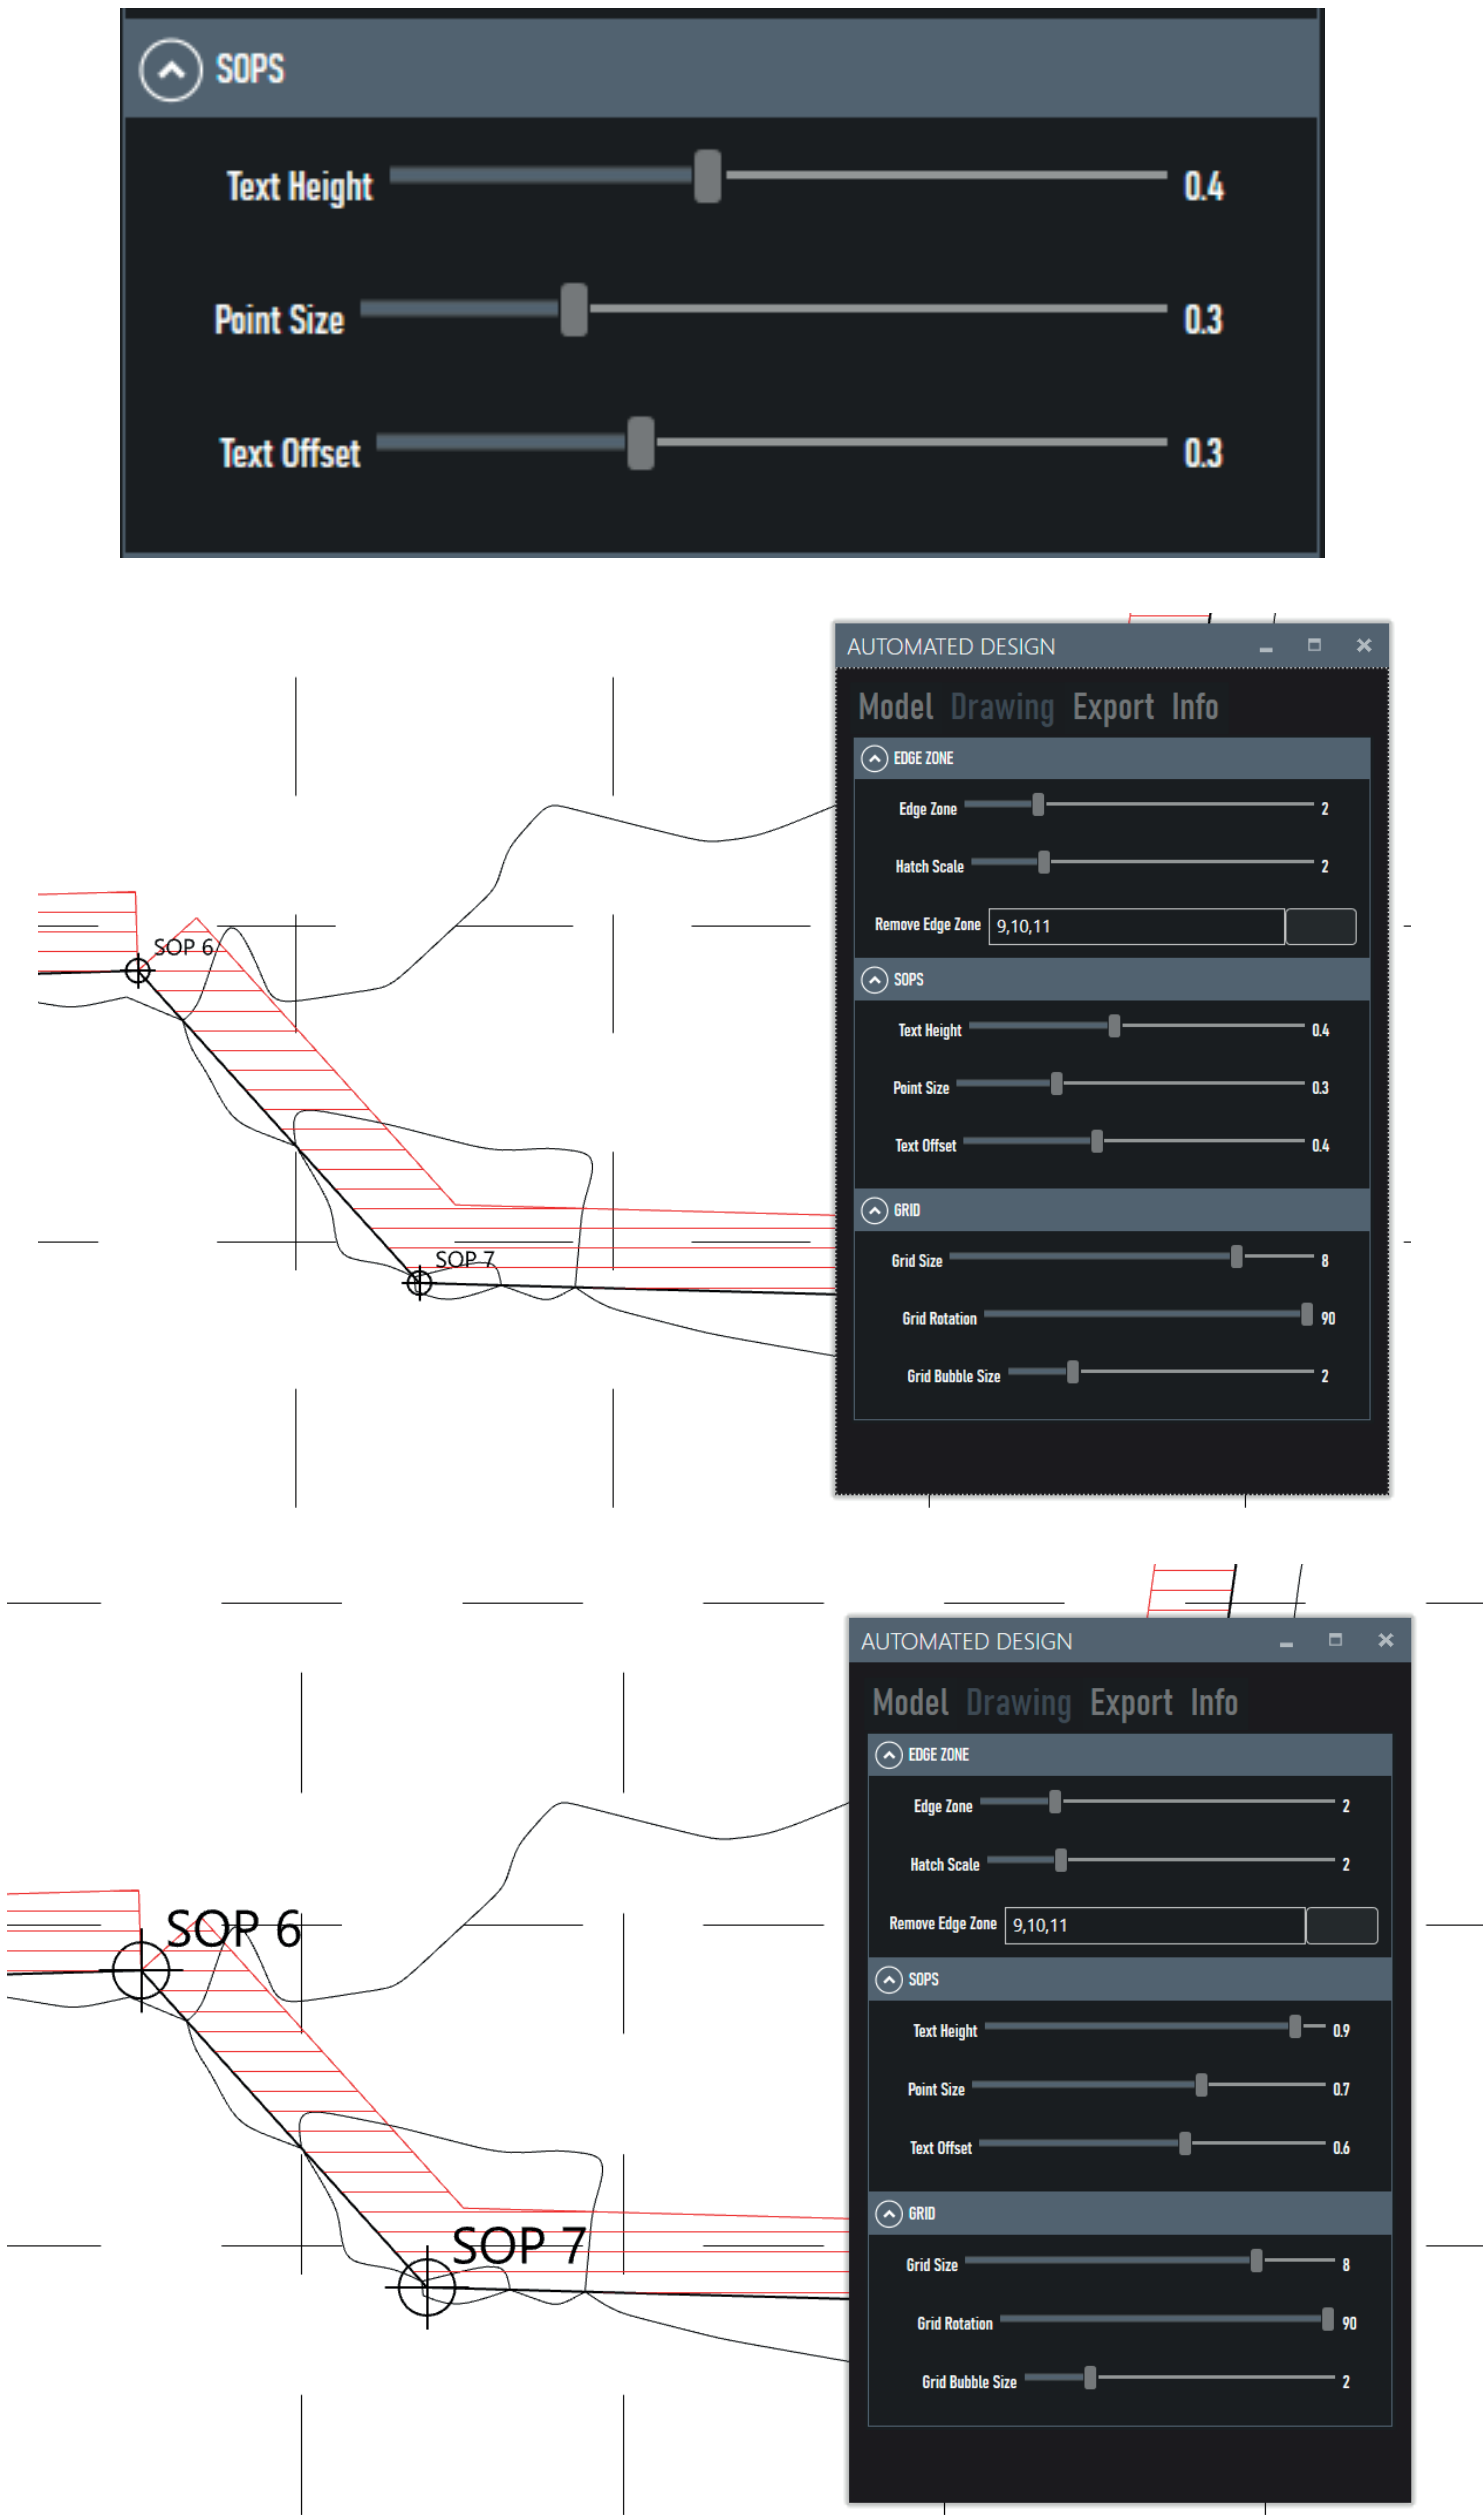 SOPS
Text Height 0.4
Point Size 0.3
Text Offset 0.3
AUTOMATED DESIGN
Model Drawing Export Info
EDGE ZONE
Edge Zone 2
Hatch Scale 2
Remove Edge Zone 9,10,11
SOPS
Text Height 0.4
Point Size 0.3
Text Offset 0.4
GRID
Grid Size 8
Grid Rotation 90
Grid Bubble Size 2
SOP 6
SOP 7
AUTOMATED DESIGN
Model Drawing Export Info
EDGE ZONE
Edge Zone 2
Hatch Scale 2
Remove Edge Zone 9,10,11
SOPS
Text Height 0.9
Point Size 0.7
Text Offset 0.6
GRID
Grid Size 8
Grid Rotation 90
Grid Bubble Size 2
SOP 6
SOP 7